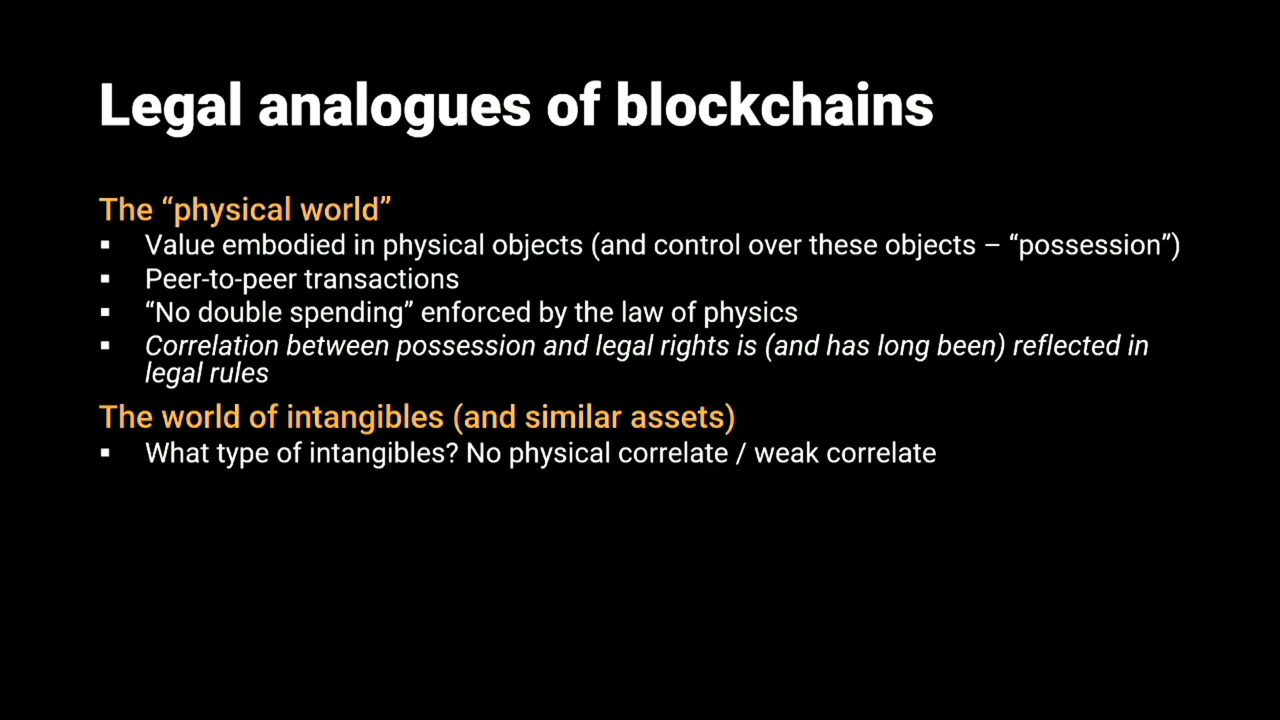 Legal analogues of blockchains
The “physical world”
▪ Value embodied in physical objects (and control over these objects – “possession”)
▪ Peer-to-peer transactions
▪ “No double spending” enforced by the law of physics
▪ Correlation between possession and legal rights is (and has long been) reflected in
legal rules
The world of intangibles (and similar assets)
▪ What type of intangibles? No physical correlate / weak correlate